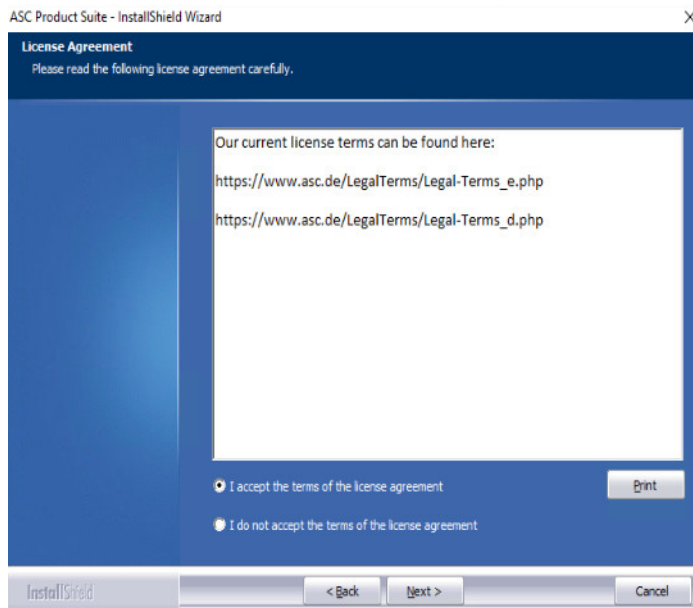 ASC Product Suite - InstallShield Wizard
License Agreement
Please read the following license agreement carefully.
Our current license terms can be found here:
https://www.asc.de/LegalTerms/Legal-Terms_e.php
https://www.asc.de/LegalTerms/Legal-Terms_d.php
I accept the terms of the license agreement
Print
I do not accept the terms of the license agreement
InstallShield
< Back
Next >
Cancel